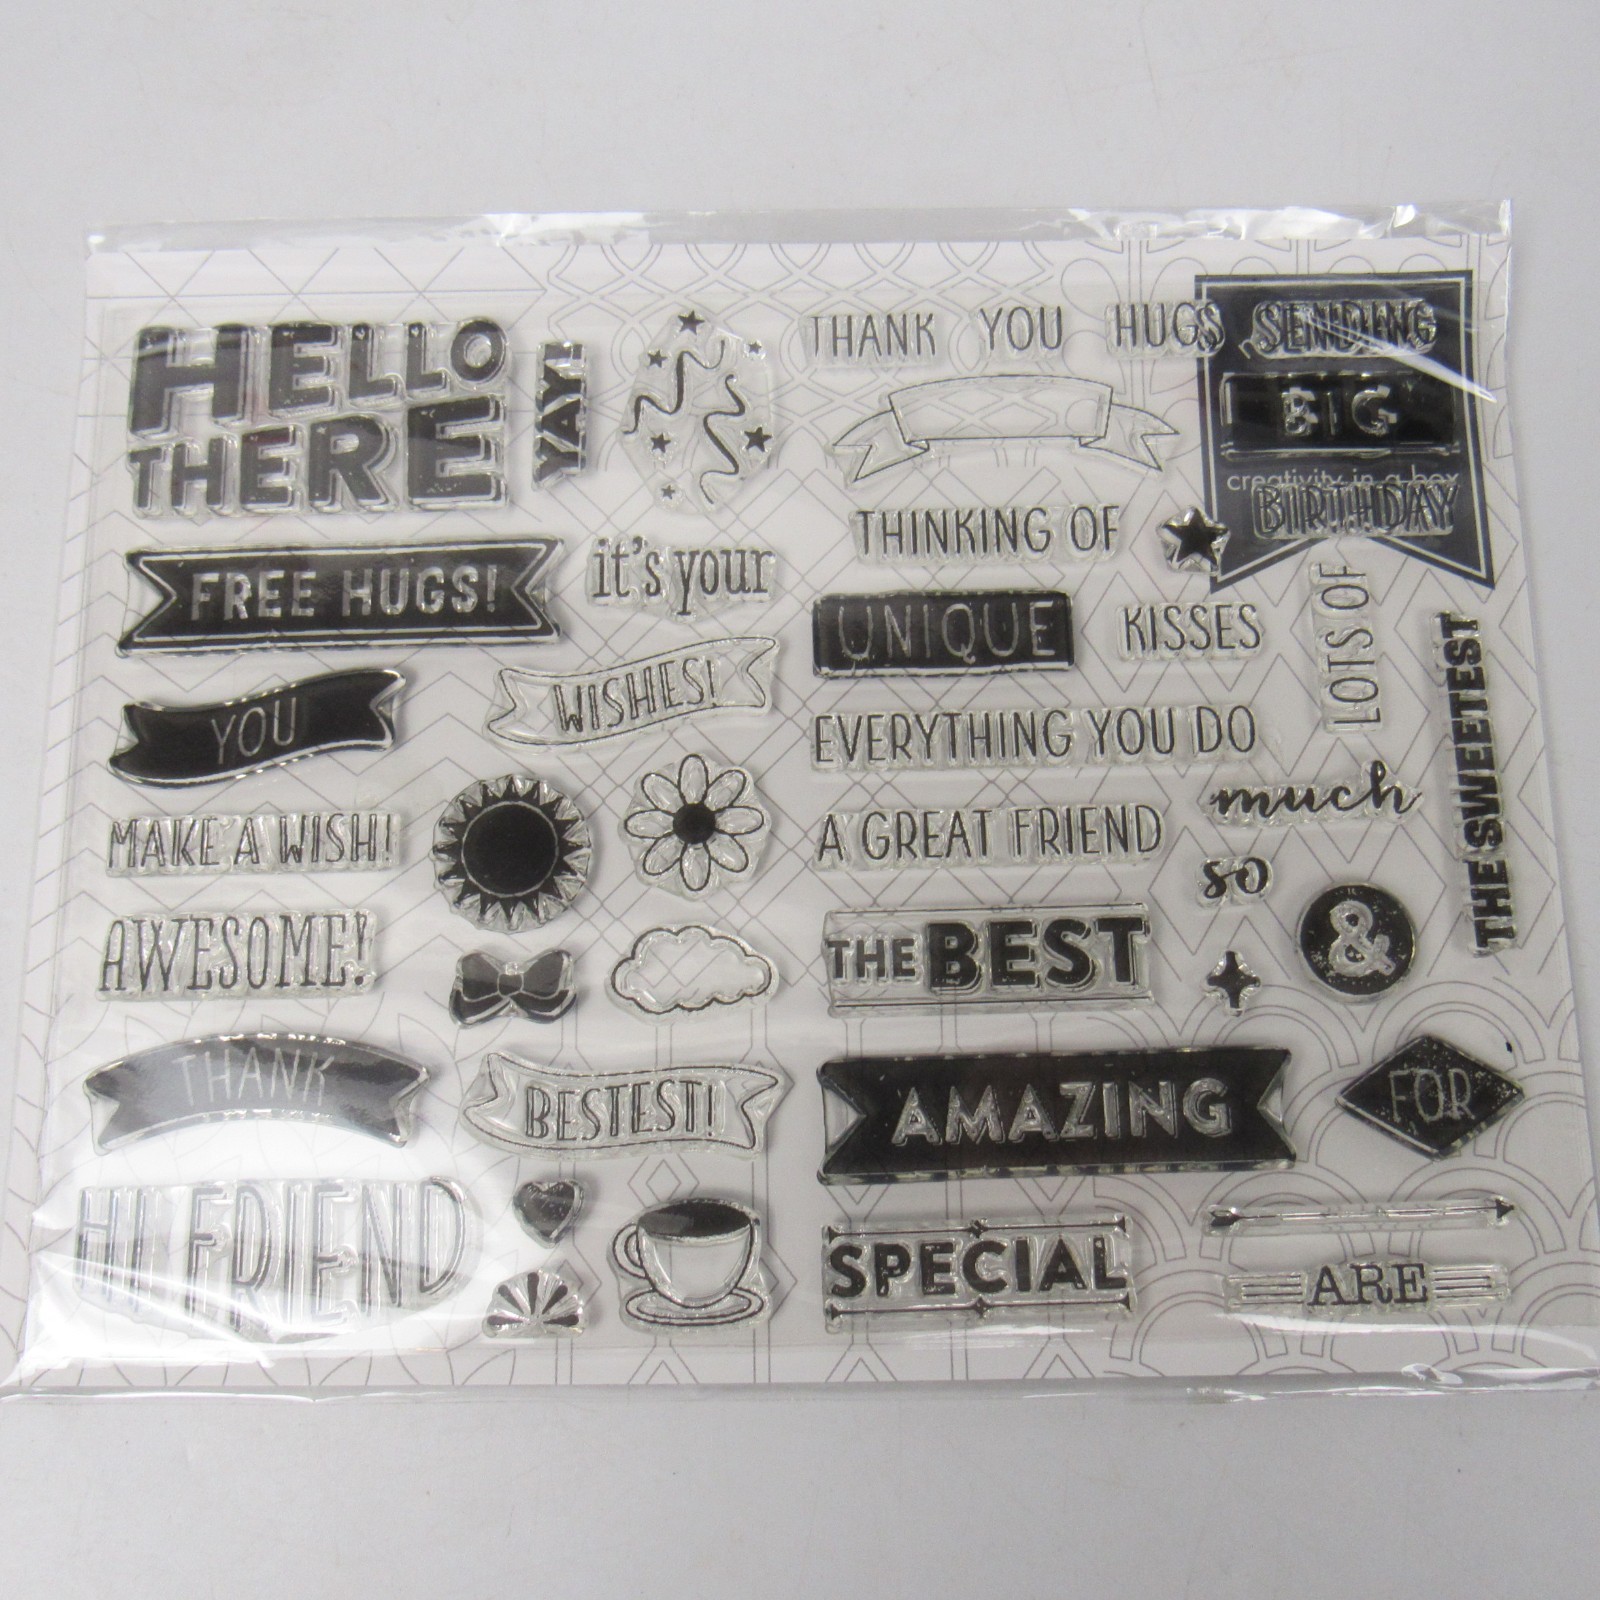 HELLO
THERE
YAY!
FREE HUGS!
it's your
YOU
WISHES!
MAKE A WISH!
AWESOME!
THANK
BESTEST!
HI FRIEND
THANK YOU HUGS SENDING
BIG
creativity in a box
BIRTHDAY
THINKING OF
UNIQUE
KISSES
LOTS OF
THE SWEETEST
EVERYTHING YOU DO
much
A GREAT FRIEND
so
&
THE BEST
AMAZING
FOR
SPECIAL
ARE